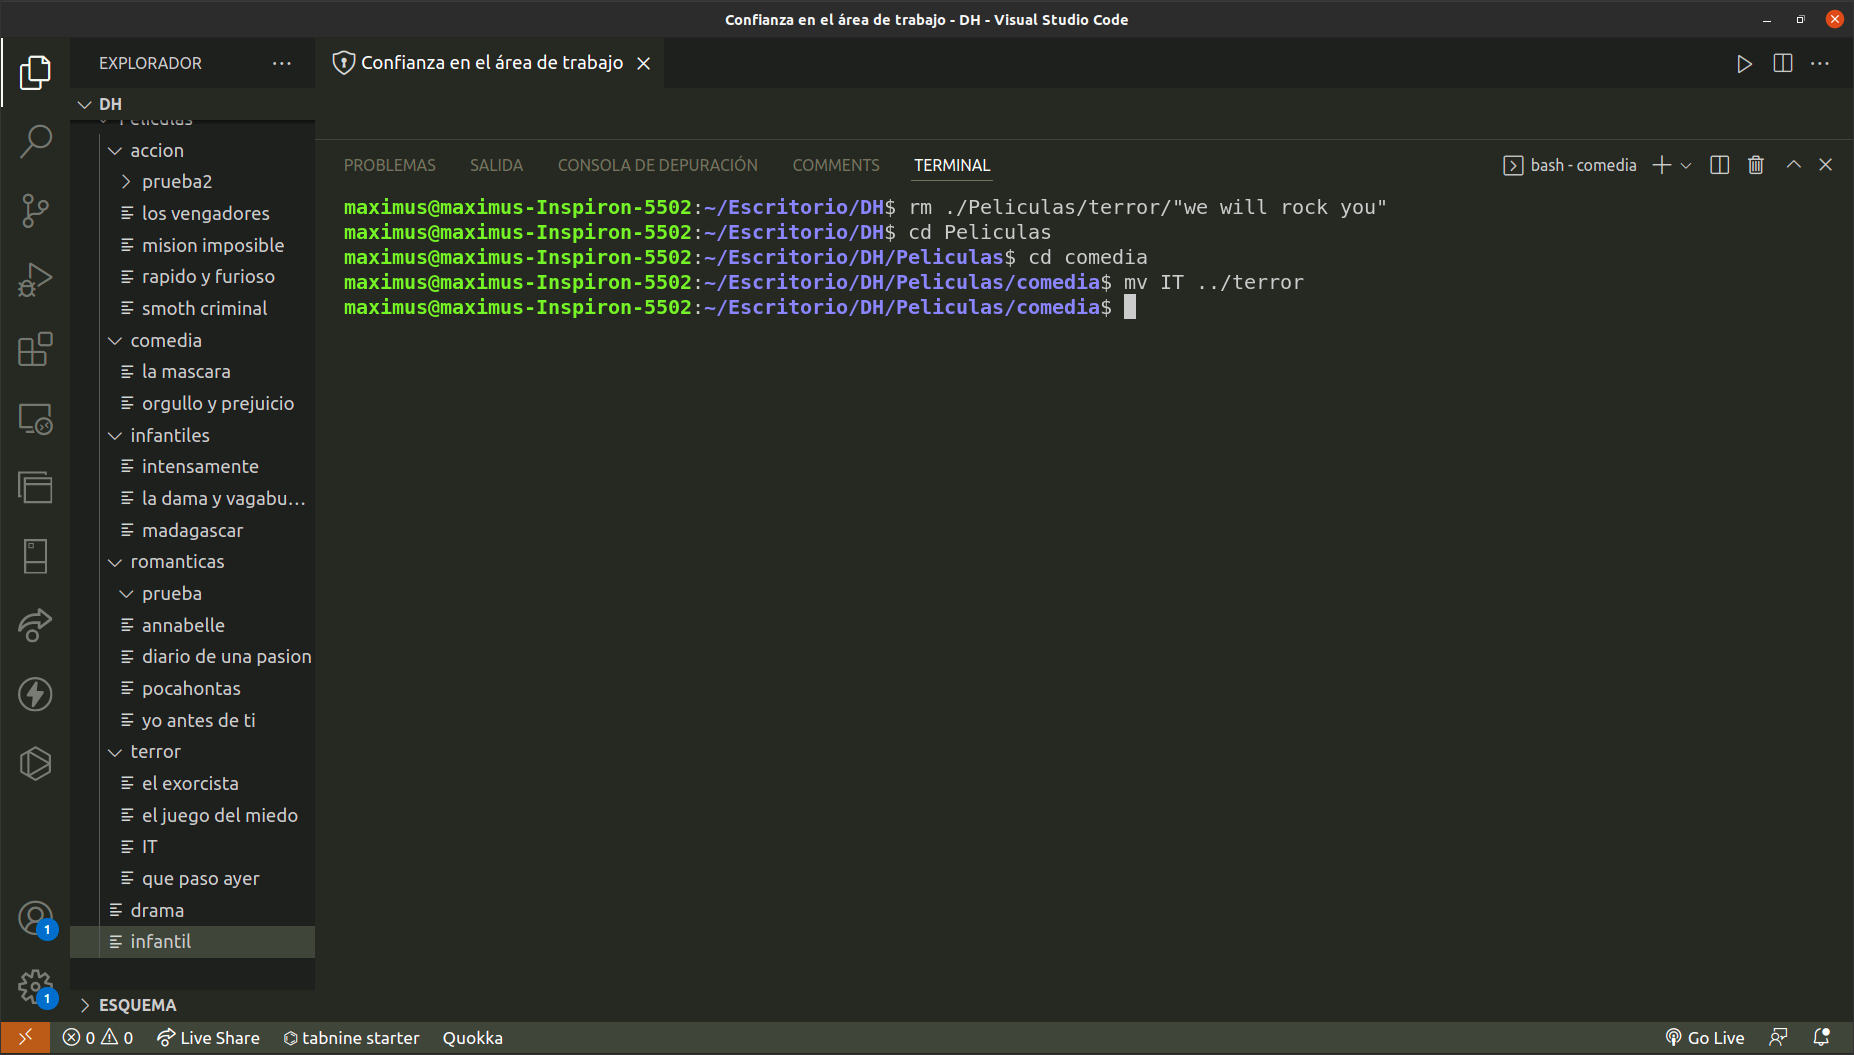 Confianza en el área de trabajo - DH - Visual Studio Code
EXPLORADOR
Confianza en el área de trabajo
DH
Peliculas
accion
prueba2
los vengadores
mision imposible
rapido y furioso
smoth criminal
comedia
la mascara
orgullo y prejuicio
infantiles
intensamente
la dama y vagabu...
madagascar
romanticas
prueba
annabelle
diario de una pasion
pocahontas
yo antes de ti
terror
el exorcista
el juego del miedo
IT
que paso ayer
drama
infantil
ESQUEMA
PROBLEMAS SALIDA CONSOLA DE DEPURACIÓN COMMENTS TERMINAL bash - comedia
maximus@maximus-Inspiron-5502:~/Escritorio/DH$ rm ./Peliculas/terror/"we will rock you"
maximus@maximus-Inspiron-5502:~/Escritorio/DH$ cd Peliculas
maximus@maximus-Inspiron-5502:~/Escritorio/DH/Peliculas$ cd comedia
maximus@maximus-Inspiron-5502:~/Escritorio/DH/Peliculas/comedia$ mv IT ../terror
maximus@maximus-Inspiron-5502:~/Escritorio/DH/Peliculas/comedia$
1
1
0 0 Live Share tabnine starter Quokka Go Live